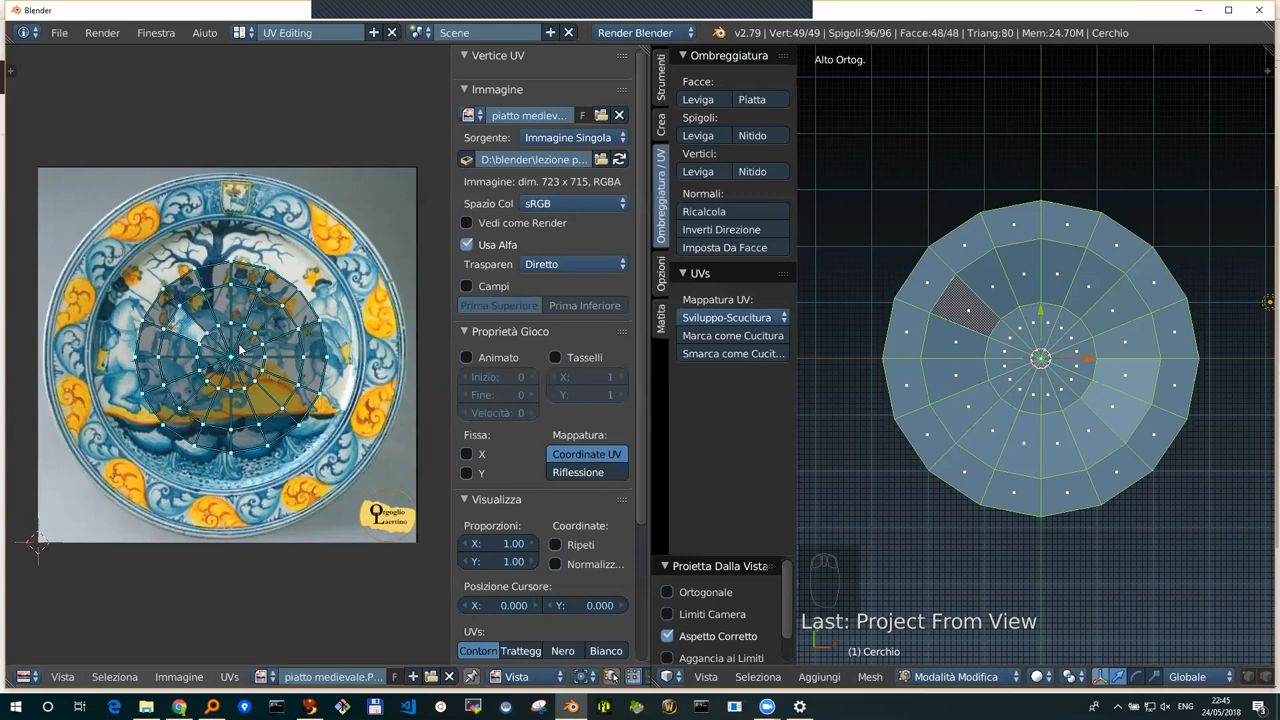 Blender
File
Render
Finestra
Aiuto
UV Editing
Scene
Render Blender
v2.79 | Vert:49/49 | Spigoli:96/96 | Facce:48/48 | Triang:80 | Mem:24.70M | Cerchio
Vertice UV
Immagine
piatto mediev...
F
Sorgente:
Immagine Singola
D:\blender\lezione p...
Immagine: dim. 723 x 715, RGBA
Spazio Col
sRGB
Vedi come Render
Usa Alfa
Trasparen
Diretto
Campi
Prima Superiore
Prima Inferiore
Proprietà Gioco
Animato
Tasselli
Inizio: 0
X: 1
Fine: 0
Y: 1
Velocità: 0
Fissa:
Mappatura:
X
Coordinate UV
Y
Riflessione
Visualizza
Proporzioni:
Coordinate:
X: 1.00
Ripeti
Y: 1.00
Normalizz...
Posizione Cursore:
X: 0.000
Y: 0.000
UVs:
Contorn
Trattegg
Nero
Bianco
Strumenti
Crea
Ombreggiatura / UV
Opzioni
Matita
Ombreggiatura
Facce:
Leviga
Piatta
Spigoli:
Leviga
Nitido
Vertici:
Leviga
Nitido
Normali:
Ricalcola
Inverti Direzione
Imposta Da Facce
UVs
Mappatura UV:
Sviluppo-Scucitura
Marca come Cucitura
Smarca come Cucit...
Proietta Dalla Vista
Ortogonale
Limiti Camera
Aspetto Corretto
Aggancia ai Limiti
Alto Ortog.
Last: Project From View
(1) Cerchio
Orgoglio
Laertino
Vista
Seleziona
Immagine
UVs
piatto medievale.P...
F
Vista
Vista
Seleziona
Aggiungi
Mesh
Modalità Modifica
Globale
ENG
22:45
24/05/2018
3